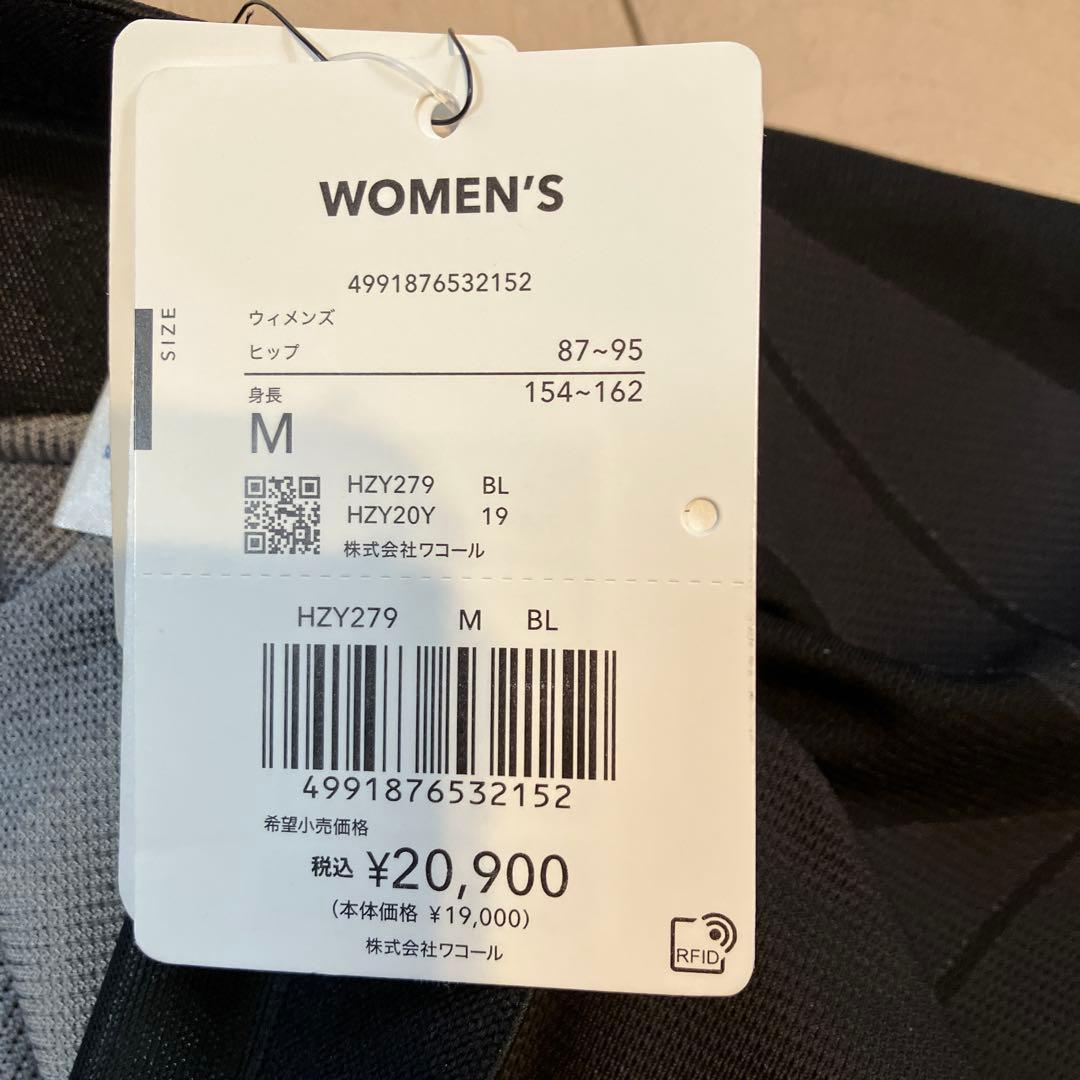 WOMEN'S
4991876532152
SIZE
ウィメンズ
ヒップ 87~95
身長 154~162
M
HZY279 BL
HZY20Y 19
株式会社ワコール
HZY279 M BL
4991876532152
希望小売価格
税込 ¥20,900
(本体価格 ¥19,000)
株式会社ワコール
RFID